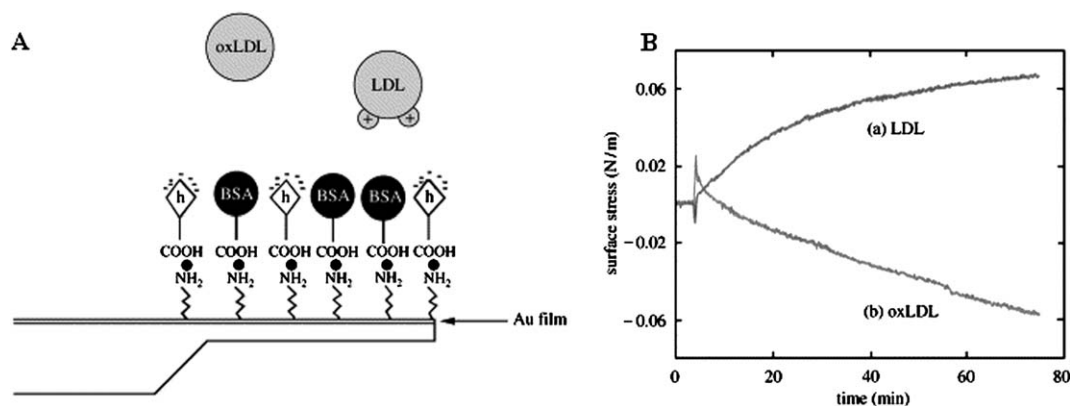 A
oxLDL
LDL
+ +
h BSA h BSA BSA h
COOH COOH COOH COOH COOH COOH
NH2 NH2 NH2 NH2 NH2 NH2
Au film
B
surface stress (N/m)
0.06
0.02
−0.02
−0.06
(a) LDL
(b) oxLDL
0 20 40 60 80
time (min)